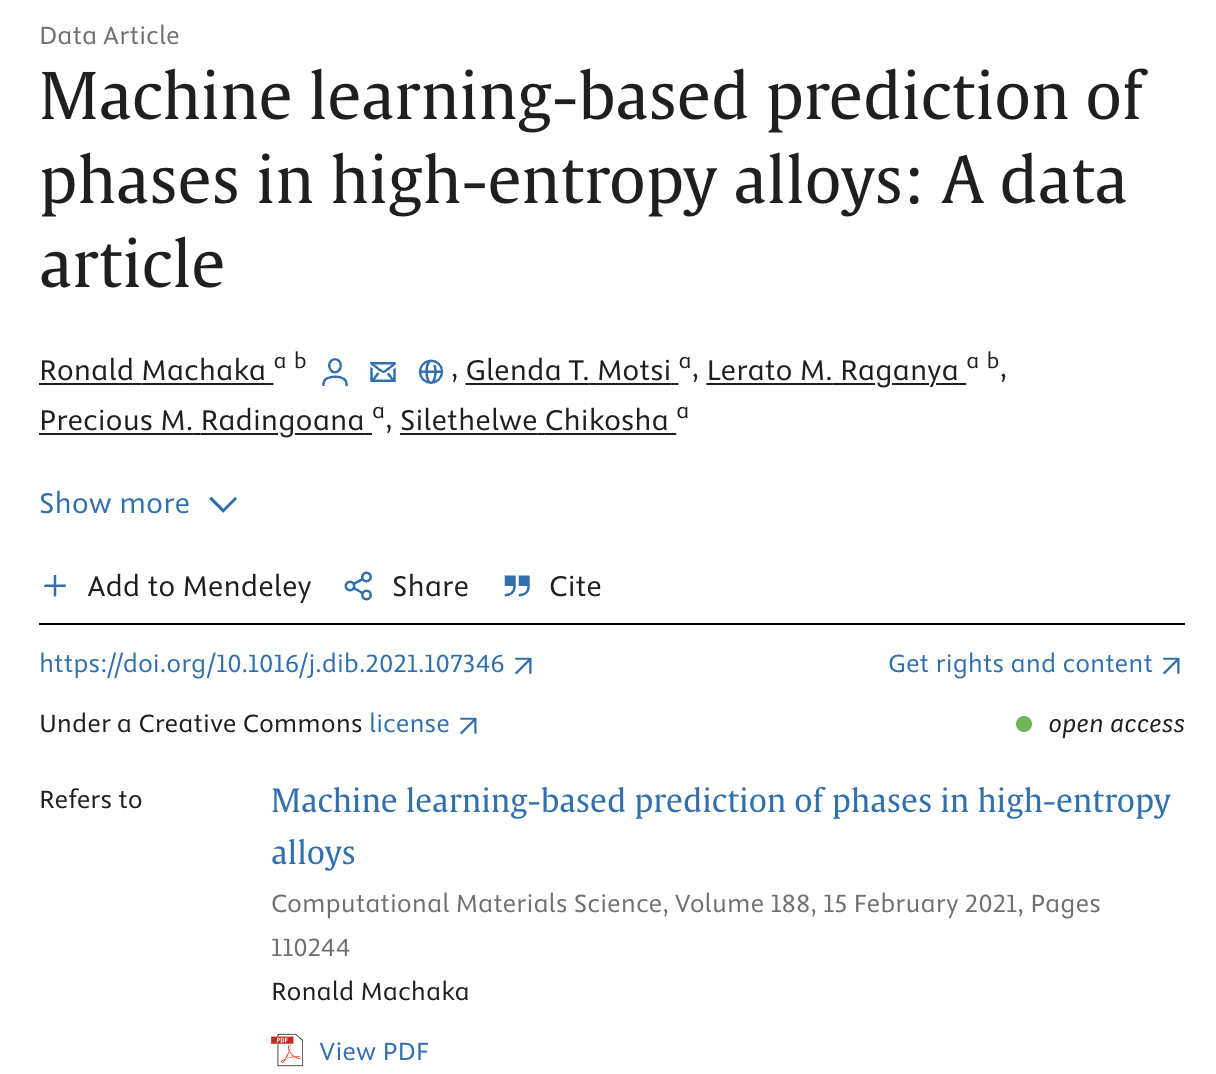 Data Article
Machine learning-based prediction of
phases in high-entropy alloys: A data
article
Ronald Machaka a b , Glenda T. Motsi a, Lerato M. Raganya a b,
Precious M. Radingoana a, Silethelwe Chikosha a
Show more
Add to Mendeley Share Cite
https://doi.org/10.1016/j.dib.2021.107346 Get rights and content
Under a Creative Commons license open access
Refers to Machine learning-based prediction of phases in high-entropy
alloys
Computational Materials Science, Volume 188, 15 February 2021, Pages
110244
Ronald Machaka
PDF View PDF